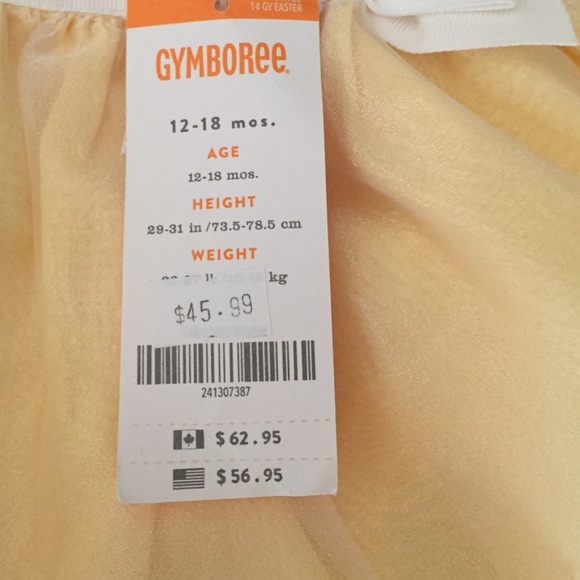 14 GY EASTER
GYMBOREE
12-18 mos.
AGE
12-18 mos.
HEIGHT
29-31 in /73.5-78.5 cm
WEIGHT
kg
$45.99
241307387
$62.95
$56.95